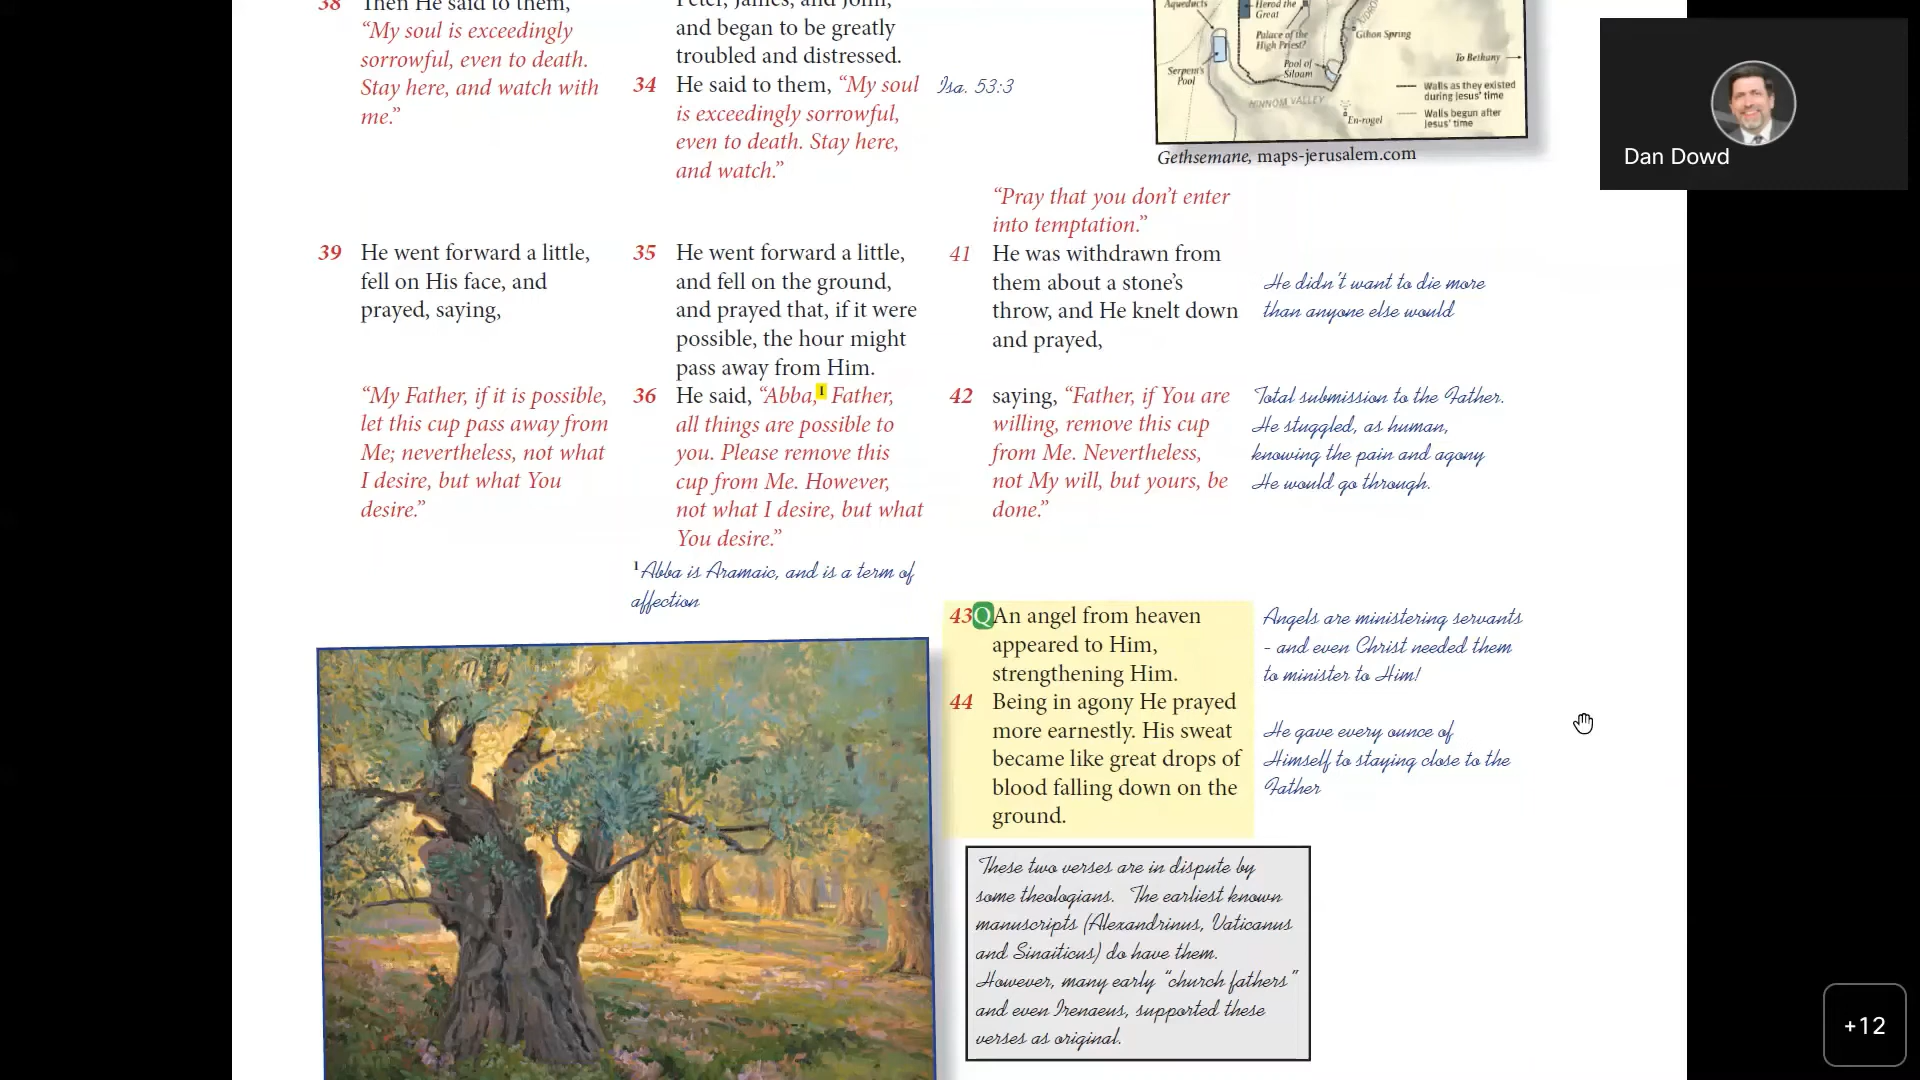 38 Then He said to them,
“My soul is exceedingly
sorrowful, even to death.
Stay here, and watch with
me.”
39 He went forward a little,
fell on His face, and
prayed, saying,
“My Father, if it is possible,
let this cup pass away from
Me; nevertheless, not what
I desire, but what You
desire.”
Peter, James, and John,
and began to be greatly
troubled and distressed.
34 He said to them, “My soul
is exceedingly sorrowful,
even to death. Stay here,
and watch.”
Isa. 53:3
35 He went forward a little,
and fell on the ground,
and prayed that, if it were
possible, the hour might
pass away from Him.
36 He said, “Abba,1 Father,
all things are possible to
you. Please remove this
cup from Me. However,
not what I desire, but what
You desire.”
1Abba is Aramaic, and is a term of
affection
Aqueducts
Herod the
Great
Palace of the
High Priest?
Serpent's
Pool
Pool of
Siloam
Gihon Spring
To Bethany
HINNOM VALLEY
En-rogel
Walls as they existed
during Jesus' time
Walls begun after
Jesus' time
Gethsemane, maps-jerusalem.com
“Pray that you don’t enter
into temptation.”
41 He was withdrawn from
them about a stone’s
throw, and He knelt down
and prayed,
He didn't want to die more
than anyone else would
42 saying, “Father, if You are
willing, remove this cup
from Me. Nevertheless,
not My will, but yours, be
done.”
Total submission to the Father.
He stuggled, as human,
knowing the pain and agony
He would go through.
43 Q An angel from heaven
appeared to Him,
strengthening Him.
44 Being in agony He prayed
more earnestly. His sweat
became like great drops of
blood falling down on the
ground.
Angels are ministering servants
- and even Christ needed them
to minister to Him!
He gave every ounce of
Himself to staying close to the
Father
These two verses are in dispute by
some theologians. The earliest known
manuscripts (Alexandrinus, Vaticanus
and Sinaiticus) do have them.
However, many early “church fathers”
and even Irenaeus, supported these
verses as original.
Dan Dowd
+12